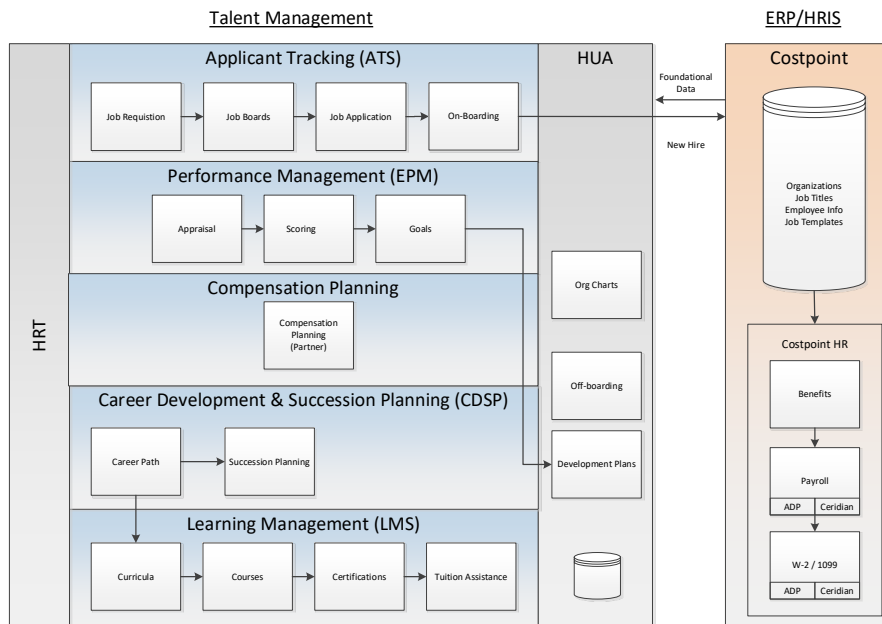 Talent Management
ERP/HRIS
HRT
Applicant Tracking (ATS)
Job Requistion
Job Boards
Job Application
On-Boarding
Performance Management (EPM)
Appraisal
Scoring
Goals
Compensation Planning
Compensation
Planning
(Partner)
Career Development & Succession Planning (CDSP)
Career Path
Succession Planning
Learning Management (LMS)
Curricula
Courses
Certifications
Tuition Assistance
HUA
Org Charts
Off-boarding
Development Plans
Foundational
Data
New Hire
Costpoint
Organizations
Job Titles
Employee Info
Job Templates
Costpoint HR
Benefits
Payroll
ADP
Ceridian
W-2 / 1099
ADP
Ceridian